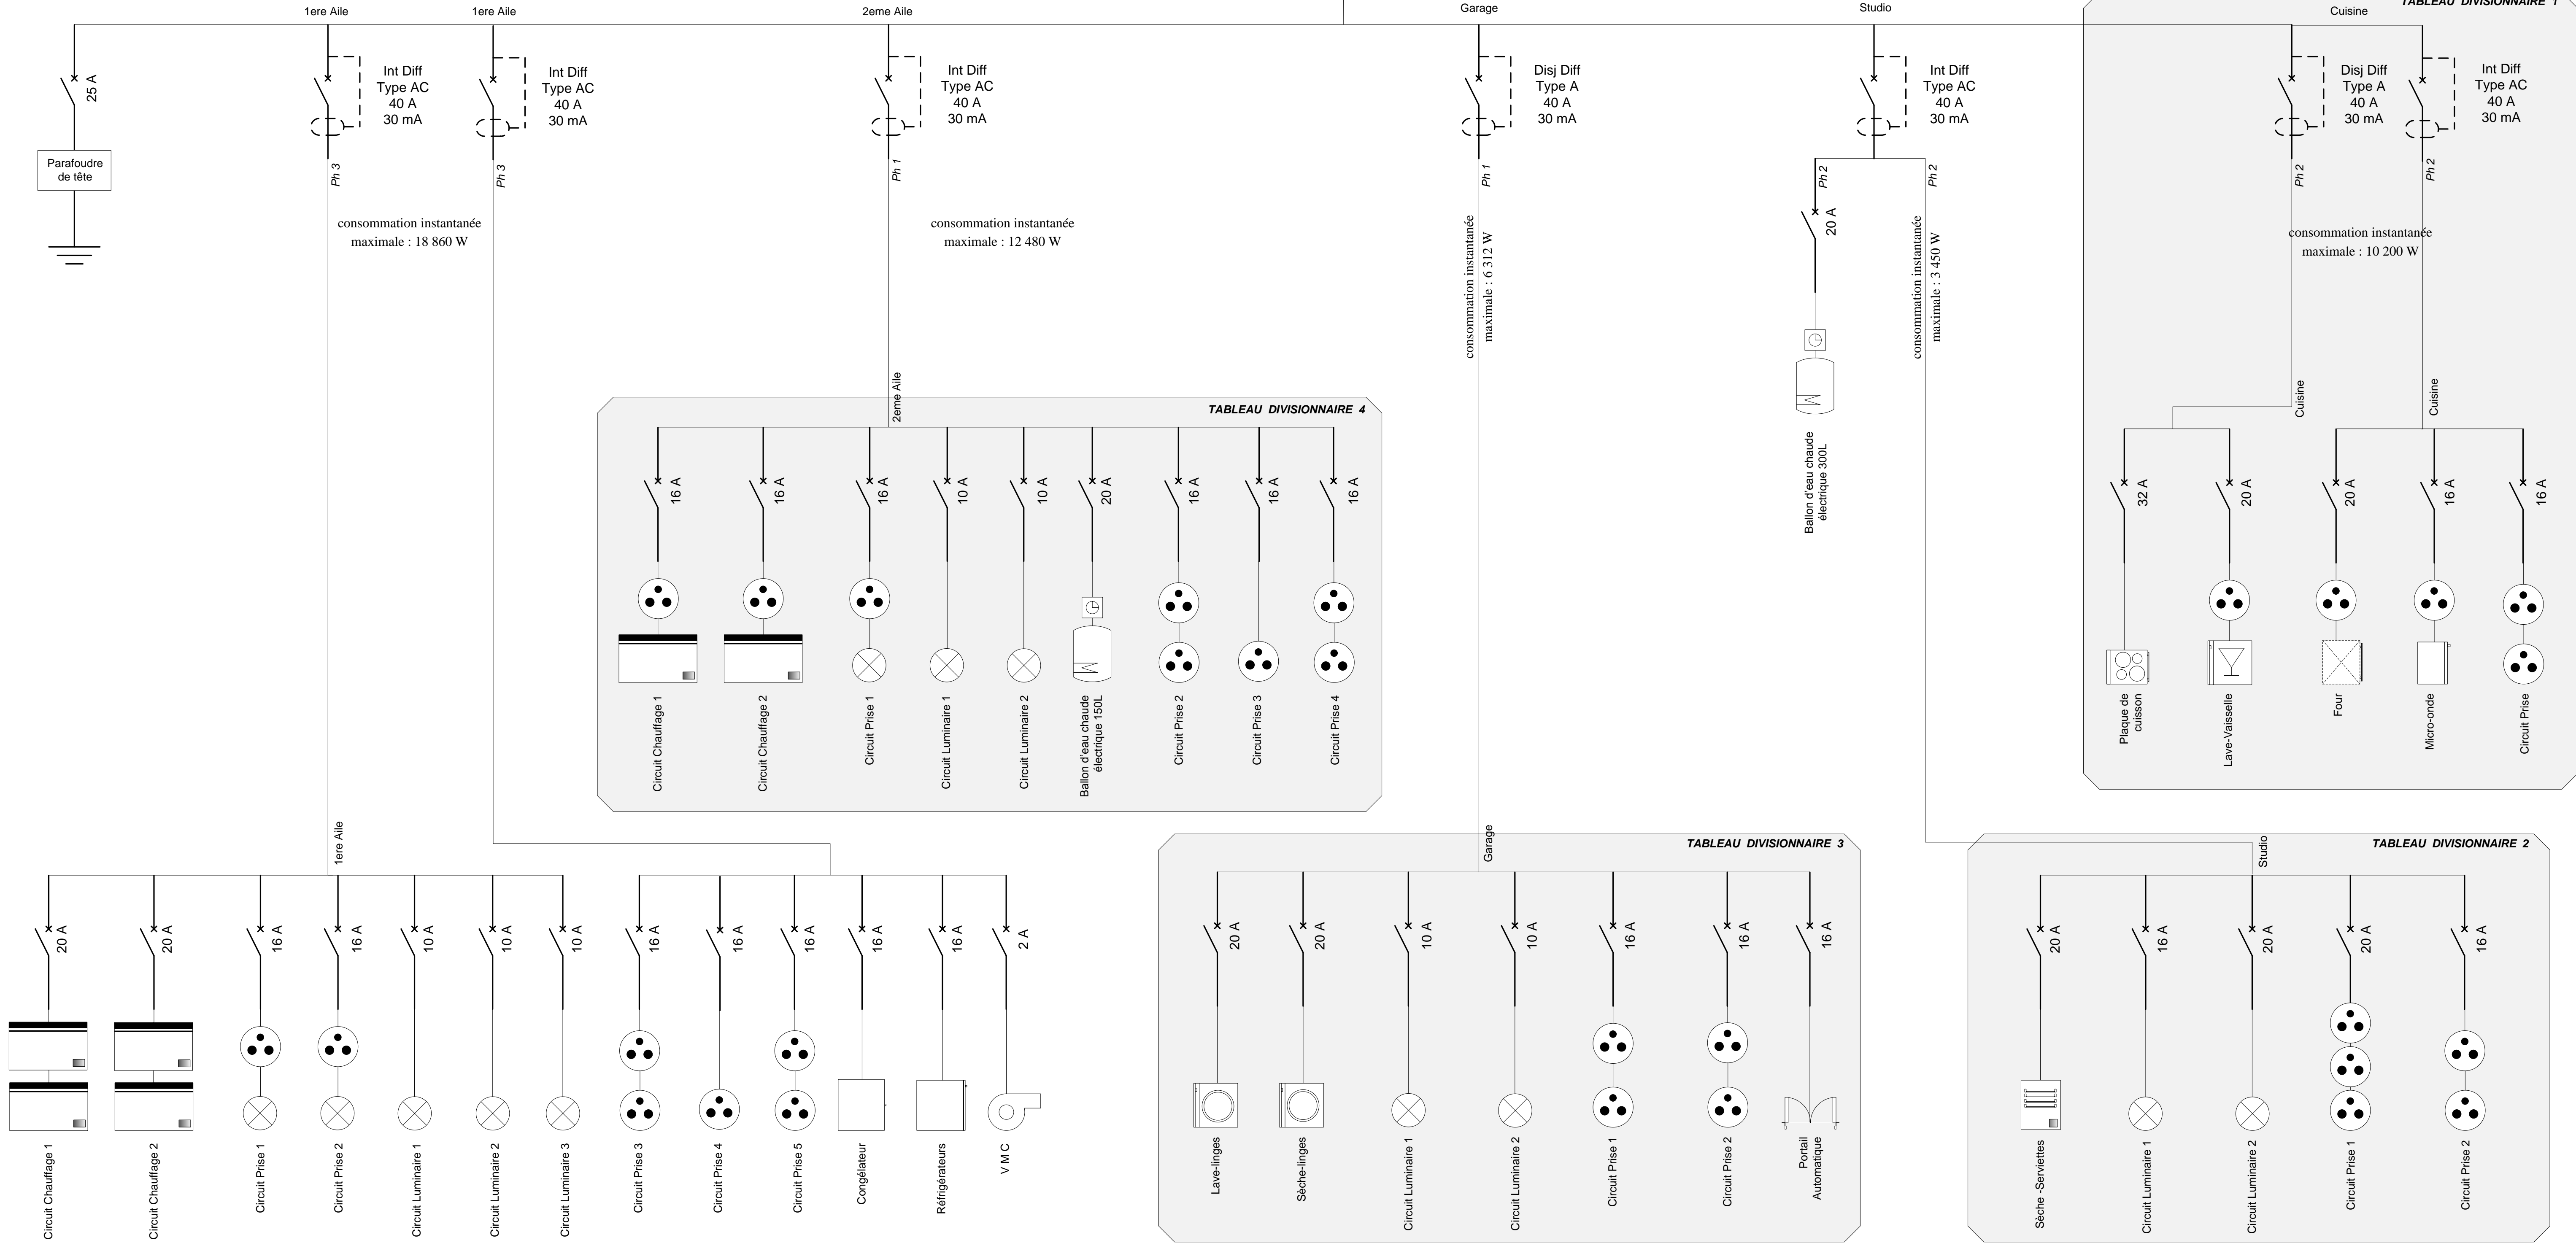 1ere Aile
1ere Aile
2eme Aile
Garage
Studio
Cuisine
TABLEAU DIVISIONNAIRE 1
25 A
Parafoudre
de tête
Int Diff
Type AC
40 A
30 mA
Ph 3
Int Diff
Type AC
40 A
30 mA
Ph 3
consommation instantanée
maximale : 18 860 W
Int Diff
Type AC
40 A
30 mA
Ph 1
consommation instantanée
maximale : 12 480 W
Disj Diff
Type A
40 A
30 mA
Ph 1
consommation instantanée
maximale : 6 312 W
Int Diff
Type AC
40 A
30 mA
Ph 2
20 A
Ballon d'eau chaude
électrique 300L
Ph 2
consommation instantanée
maximale : 3 450 W
Disj Diff
Type A
40 A
30 mA
Ph 2
Int Diff
Type AC
40 A
30 mA
Ph 2
consommation instantanée
maximale : 10 200 W
Cuisine
Cuisine
32 A
20 A
20 A
16 A
16 A
Plaque de
cuisson
Lave-Vaisselle
Four
Micro-onde
Circuit Prise
2eme Aile
TABLEAU DIVISIONNAIRE 4
16 A
16 A
16 A
10 A
10 A
20 A
16 A
16 A
16 A
Circuit Chauffage 1
Circuit Chauffage 2
Circuit Prise 1
Circuit Luminaire 1
Circuit Luminaire 2
Ballon d'eau chaude
électrique 150L
Circuit Prise 2
Circuit Prise 3
Circuit Prise 4
1ere Aile
20 A
20 A
16 A
16 A
10 A
10 A
10 A
16 A
16 A
16 A
16 A
16 A
2 A
Circuit Chauffage 1
Circuit Chauffage 2
Circuit Prise 1
Circuit Prise 2
Circuit Luminaire 1
Circuit Luminaire 2
Circuit Luminaire 3
Circuit Prise 3
Circuit Prise 4
Circuit Prise 5
Congélateur
Réfrigérateurs
V M C
Garage
TABLEAU DIVISIONNAIRE 3
20 A
20 A
10 A
10 A
16 A
16 A
16 A
Lave-linges
Sèche-linges
Circuit Luminaire 1
Circuit Luminaire 2
Circuit Prise 1
Circuit Prise 2
Portail
Automatique
Studio
TABLEAU DIVISIONNAIRE 2
20 A
16 A
20 A
20 A
16 A
Sèche -Serviettes
Circuit Luminaire 1
Circuit Luminaire 2
Circuit Prise 1
Circuit Prise 2